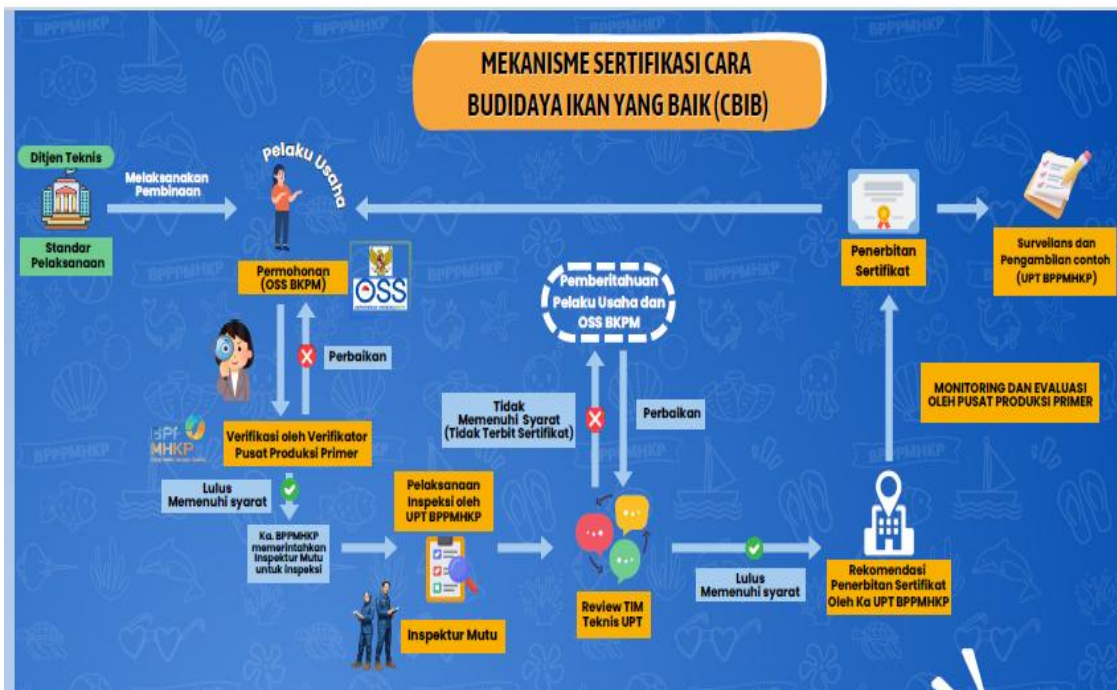 MEKANISME SERTIFIKASI CARA
BUDIDAYA IKAN YANG BAIK (CBIB)
Ditjen Teknis
Standar
Pelaksanaan
Melaksanakan
Pembinaan
Pelaku Usaha
Permohonan
(OSS BKPM)
OSS
Perbaikan
Verifikasi oleh Verifikator
Pusat Produksi Primer
MHKP
Lulus
Memenuhi syarat
Ka. BPPMHKP
memerintahkan
Inspektur Mutu
untuk inspeksi
Pelaksanaan
Inspeksi oleh
UPT BPPMHKP
Inspektur Mutu
Pemberitahuan
Pelaku Usaha dan
OSS BKPM
Tidak
Memenuhi Syarat
(Tidak Terbit Sertifikat)
Perbaikan
Review TIM
Teknis UPT
Lulus
Memenuhi syarat
Rekomendasi
Penerbitan Sertifikat
Oleh Ka UPT BPPMHKP
MONITORING DAN EVALUASI
OLEH PUSAT PRODUKSI PRIMER
Penerbitan
Sertifikat
Surveilans dan
Pengambilan contoh
(UPT BPPMHKP)